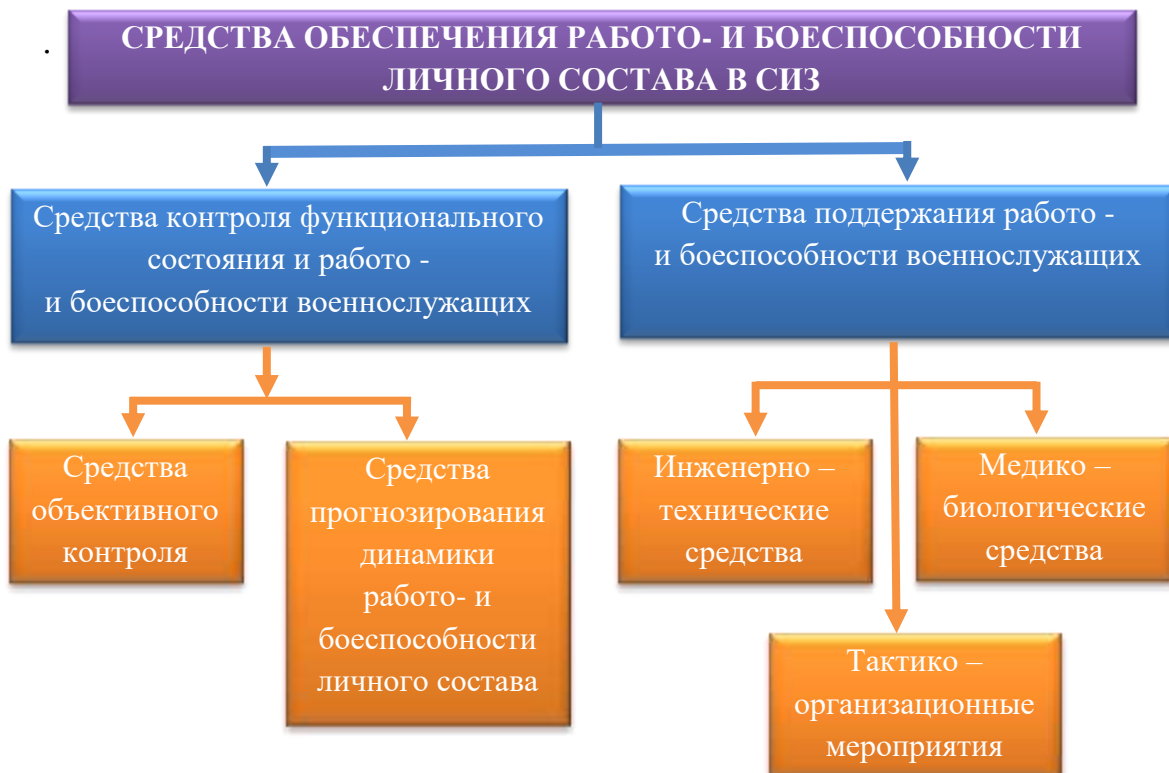 .
СРЕДСТВА ОБЕСПЕЧЕНИЯ РАБОТО- И БОЕСПОСОБНОСТИ
ЛИЧНОГО СОСТАВА В СИЗ
Средства контроля функционального
состояния и работо -
и боеспособности военнослужащих
Средства поддержания работо -
и боеспособности военнослужащих
Средства
объективного
контроля
Средства
прогнозирования
динамики
работо- и
боеспособности
личного состава
Инженерно –
технические
средства
Медико –
биологические
средства
Тактико –
организационные
мероприятия